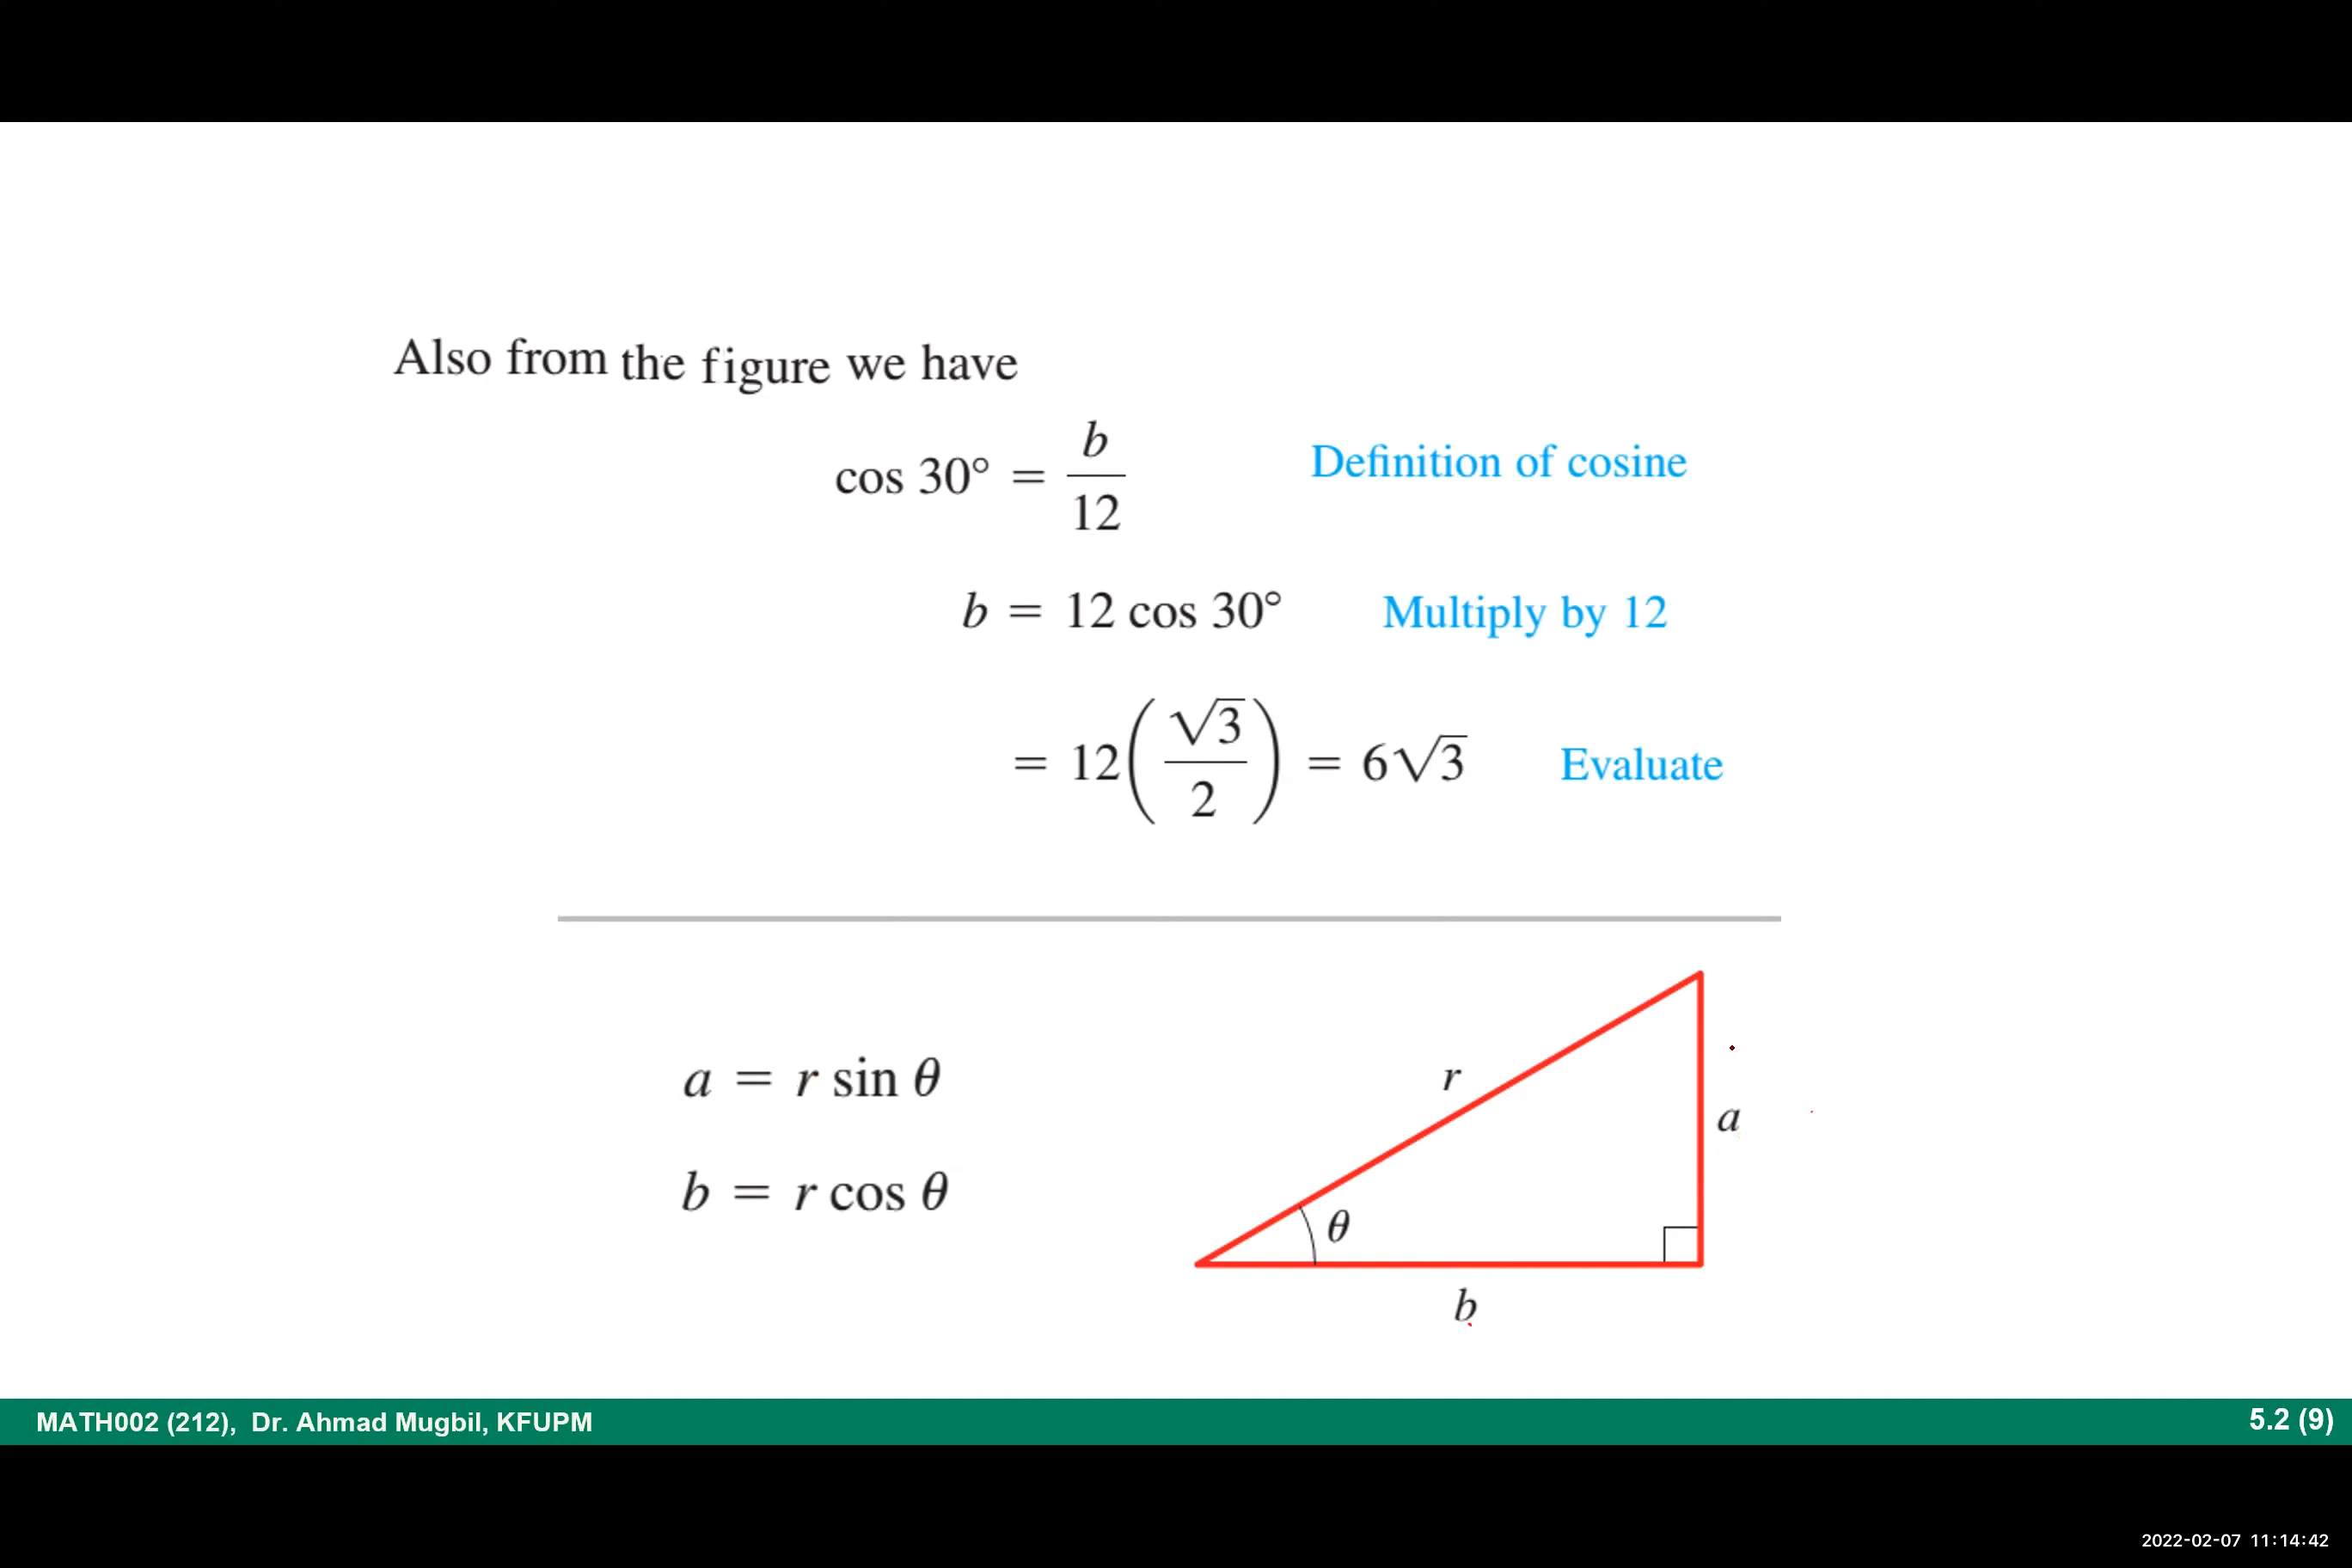 Also from the figure we have
cos 30° = b/12 Definition of cosine
b = 12 cos 30° Multiply by 12
= 12(√3/2) = 6√3 Evaluate
a = r sin θ
b = r cos θ
r
a
θ
b
MATH002 (212), Dr. Ahmad Mugbil, KFUPM 5.2 (9)
2022-02-07 11:14:42